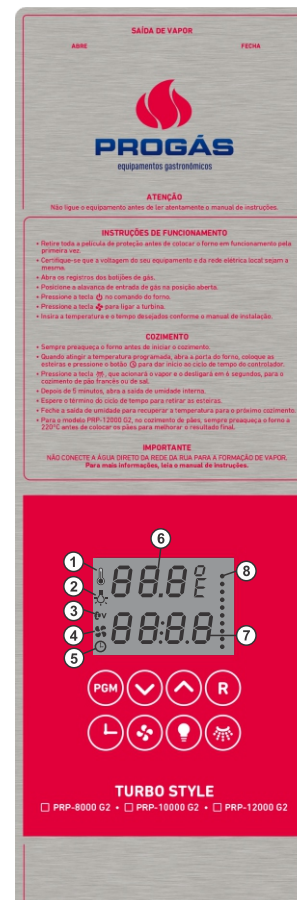 SAÍDA DE VAPOR
ABRE FECHA
PROGÁS
equipamentos gastronômicos
ATENÇÃO
Não ligue o equipamento antes de ler atentamente o manual de instruções.
INSTRUÇÕES DE FUNCIONAMENTO
• Retire toda a película de proteção antes de colocar o forno em funcionamento pela
primeira vez.
• Certifique-se que a voltagem do seu equipamento e da rede elétrica local sejam a
mesma.
• Abra os registros dos botijões de gás.
• Posicione a alavanca de entrada de gás na posição aberta.
• Pressione a tecla no comando do forno.
• Pressione a tecla para ligar a turbina.
• Insira a temperatura e o tempo desejados conforme o manual de instalação.
COZIMENTO
• Sempre preaqueça o forno antes de iniciar o cozimento.
• Quando atingir a temperatura programada, abra a porta do forno, coloque as
esteiras e pressione o botão para dar início ao ciclo de tempo do controlador.
• Pressione a tecla , que acionará o vapor e o desligará em 4 segundos, para o
cozimento de pão francês ou de sal.
• Depois de 5 minutos, abra a saída de umidade interna.
• Espere o término do ciclo de tempo para retirar as esteiras.
• Feche a saída de umidade para recuperar a temperatura para o próximo cozimento.
• Para o modelo PRP-12000 G2, no cozimento de pães, sempre preaqueça o forno a
220°C antes de colocar os pães para melhorar o resultado final.
IMPORTANTE
NÃO CONECTE A ÁGUA DIRETO DA REDE DA RUA PARA A FORMAÇÃO DE VAPOR.
Para mais informações, leia o manual de instruções.
6
1 8
2
3
4 7
5
88.8
88:8.8
PGM R
TURBO STYLE
☐ PRP-8000 G2 • ☐ PRP-10000 G2 • ☐ PRP-12000 G2